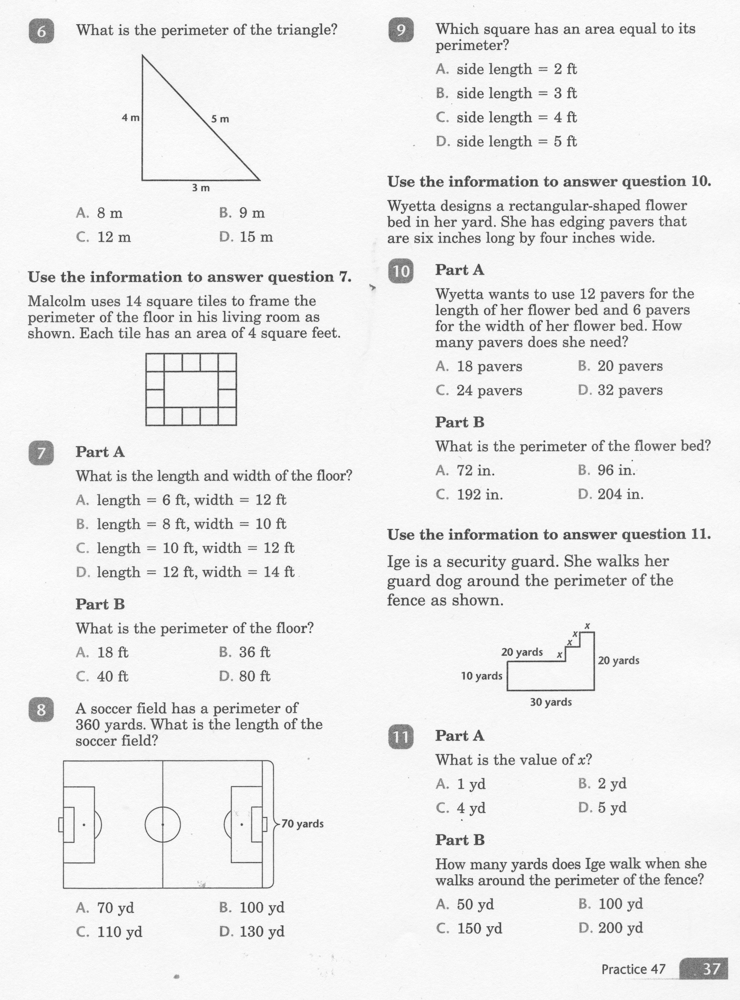 6 What is the perimeter of the triangle?
4 m
5 m
3 m
A. 8 m B. 9 m
C. 12 m D. 15 m
Use the information to answer question 7.
Malcolm uses 14 square tiles to frame the
perimeter of the floor in his living room as
shown. Each tile has an area of 4 square feet.
7 Part A
What is the length and width of the floor?
A. length = 6 ft, width = 12 ft
B. length = 8 ft, width = 10 ft
C. length = 10 ft, width = 12 ft
D. length = 12 ft, width = 14 ft
Part B
What is the perimeter of the floor?
A. 18 ft B. 36 ft
C. 40 ft D. 80 ft
8 A soccer field has a perimeter of
360 yards. What is the length of the
soccer field?
70 yards
A. 70 yd B. 100 yd
C. 110 yd D. 130 yd
9 Which square has an area equal to its
perimeter?
A. side length = 2 ft
B. side length = 3 ft
C. side length = 4 ft
D. side length = 5 ft
Use the information to answer question 10.
Wyetta designs a rectangular-shaped flower
bed in her yard. She has edging pavers that
are six inches long by four inches wide.
10 Part A
Wyetta wants to use 12 pavers for the
length of her flower bed and 6 pavers
for the width of her flower bed. How
many pavers does she need?
A. 18 pavers B. 20 pavers
C. 24 pavers D. 32 pavers
Part B
What is the perimeter of the flower bed?
A. 72 in. B. 96 in.
C. 192 in. D. 204 in.
Use the information to answer question 11.
Ige is a security guard. She walks her
guard dog around the perimeter of the
fence as shown.
x
x
x
20 yards x
20 yards
10 yards
30 yards
11 Part A
What is the value of x?
A. 1 yd B. 2 yd
C. 4 yd D. 5 yd
Part B
How many yards does Ige walk when she
walks around the perimeter of the fence?
A. 50 yd B. 100 yd
C. 150 yd D. 200 yd
Practice 47 37